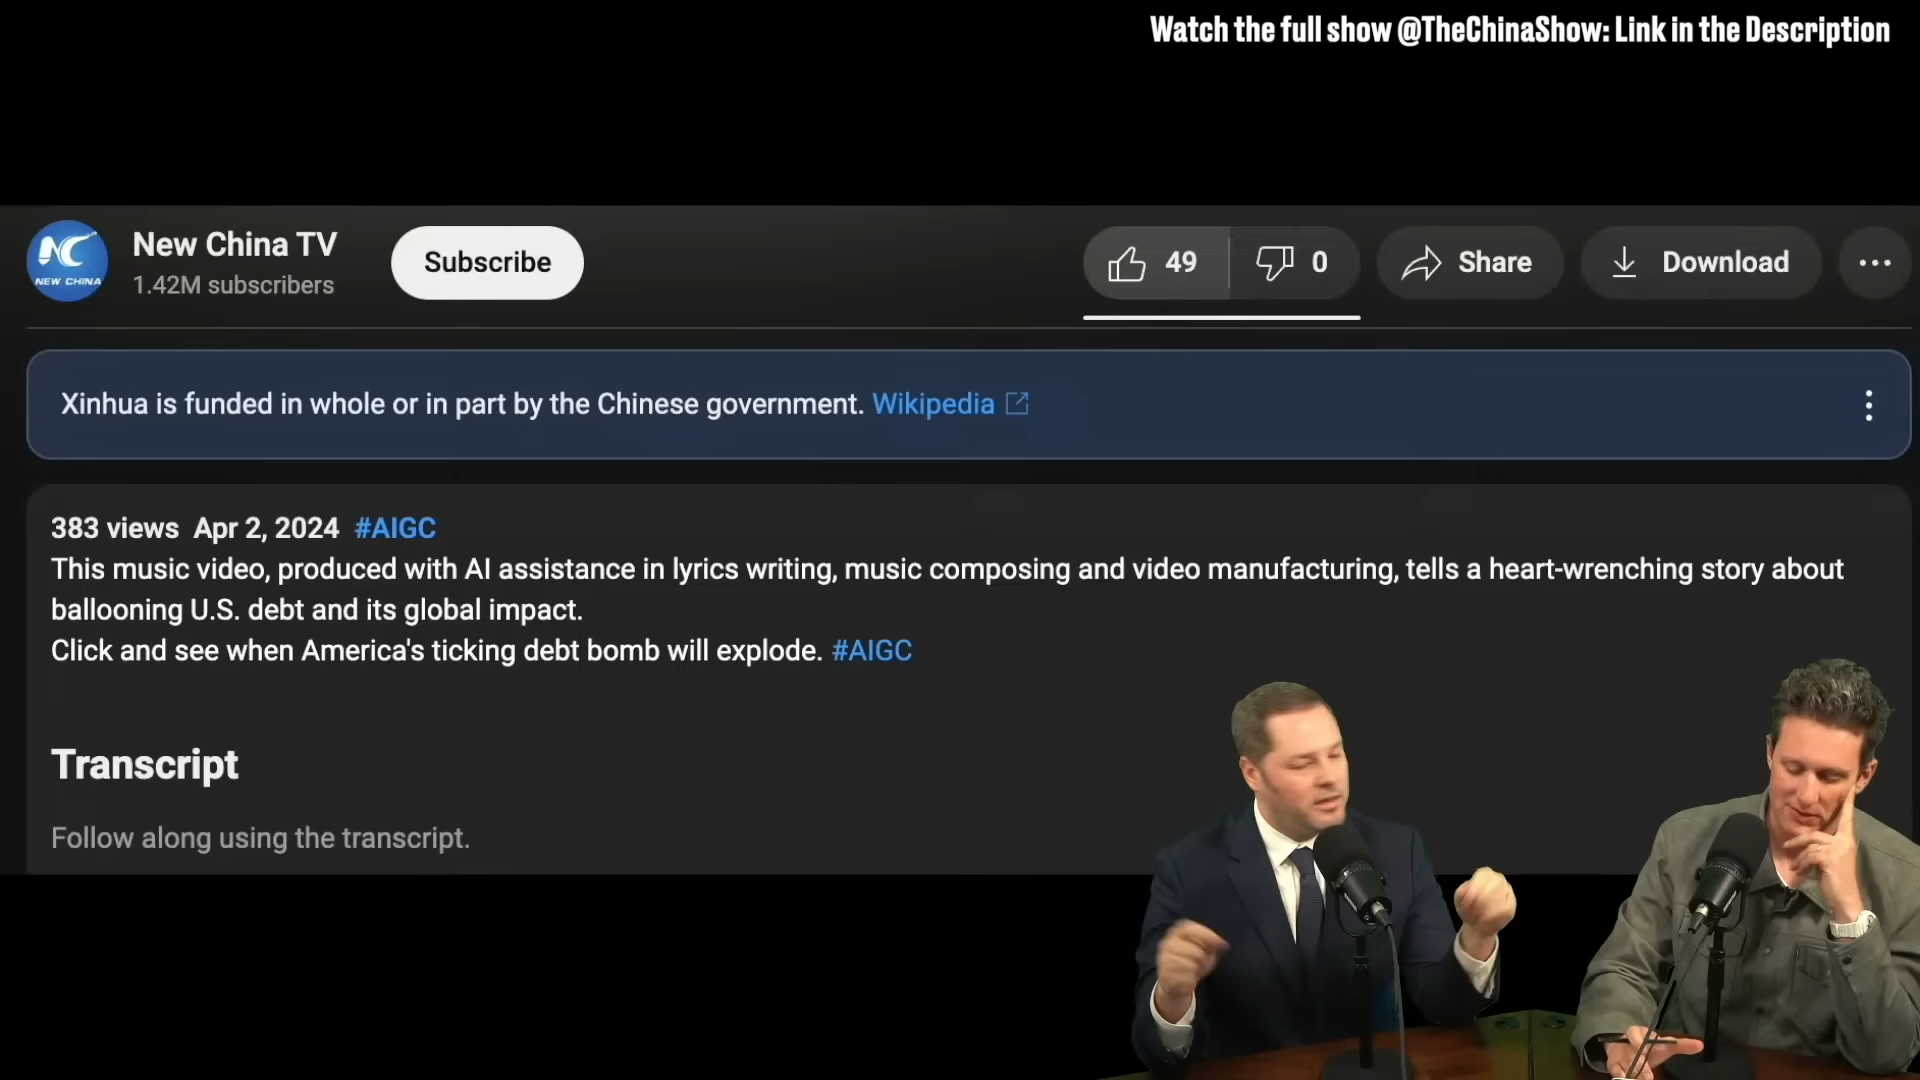 Watch the full show @TheChinaShow: Link in the Description
NC
NEW CHINA
New China TV
1.42M subscribers
Subscribe
49
0
Share
Download
Xinhua is funded in whole or in part by the Chinese government. Wikipedia
383 views Apr 2, 2024 #AIGC
This music video, produced with AI assistance in lyrics writing, music composing and video manufacturing, tells a heart-wrenching story about
ballooning U.S. debt and its global impact.
Click and see when America's ticking debt bomb will explode. #AIGC
Transcript
Follow along using the transcript.